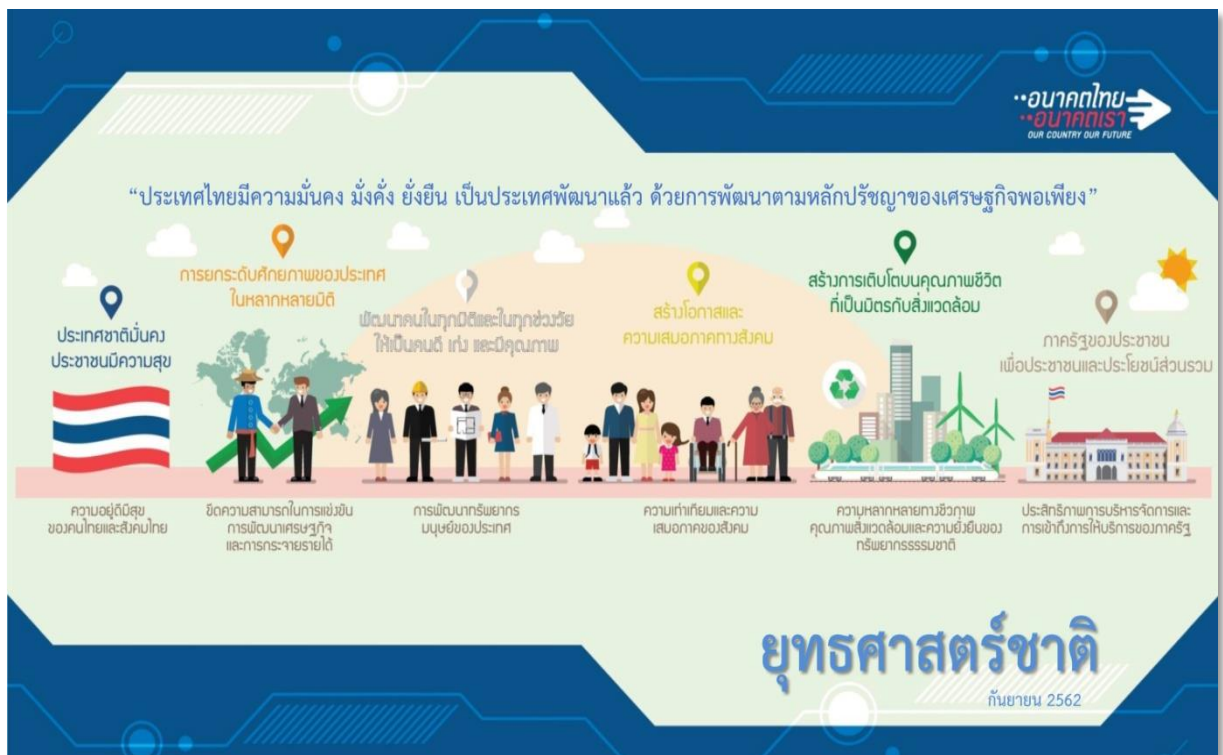 ••อนาคตไทย
••อนาคตเรา
OUR COUNTRY OUR FUTURE
“ประเทศไทยมีความมั่นคง มั่งคั่ง ยั่งยืน เป็นประเทศพัฒนาแล้ว ด้วยการพัฒนาตามหลักปรัชญาของเศรษฐกิจพอเพียง”
ประเทศชาติมั่นคง
ประชาชนมีความสุข
การยกระดับศักยภาพของประเทศ
ในหลากหลายมิติ
พัฒนาคนในทุกมิติและในทุกช่วงวัย
ให้เป็นคนดี เก่ง และมีคุณภาพ
สร้างโอกาสและ
ความเสมอภาคทางสังคม
สร้างการเติบโตบนคุณภาพชีวิต
ที่เป็นมิตรกับสิ่งแวดล้อม
ภาครัฐของประชาชน
เพื่อประชาชนและประโยชน์ส่วนรวม
ความอยู่ดีมีสุข
ของคนไทยและสังคมไทย
ขีดความสามารถในการแข่งขัน
การพัฒนาเศรษฐกิจ
และการกระจายรายได้
การพัฒนาทรัพยากร
มนุษย์ของประเทศ
ความเท่าเทียมและความ
เสมอภาคของสังคม
ความหลากหลายทางชีวภาพ
คุณภาพสิ่งแวดล้อมและความยั่งยืนของ
ทรัพยากรธรรมชาติ
ประสิทธิภาพการบริหารจัดการและ
การเข้าถึงการให้บริการของภาครัฐ
ยุทธศาสตร์ชาติ
กันยายน 2562